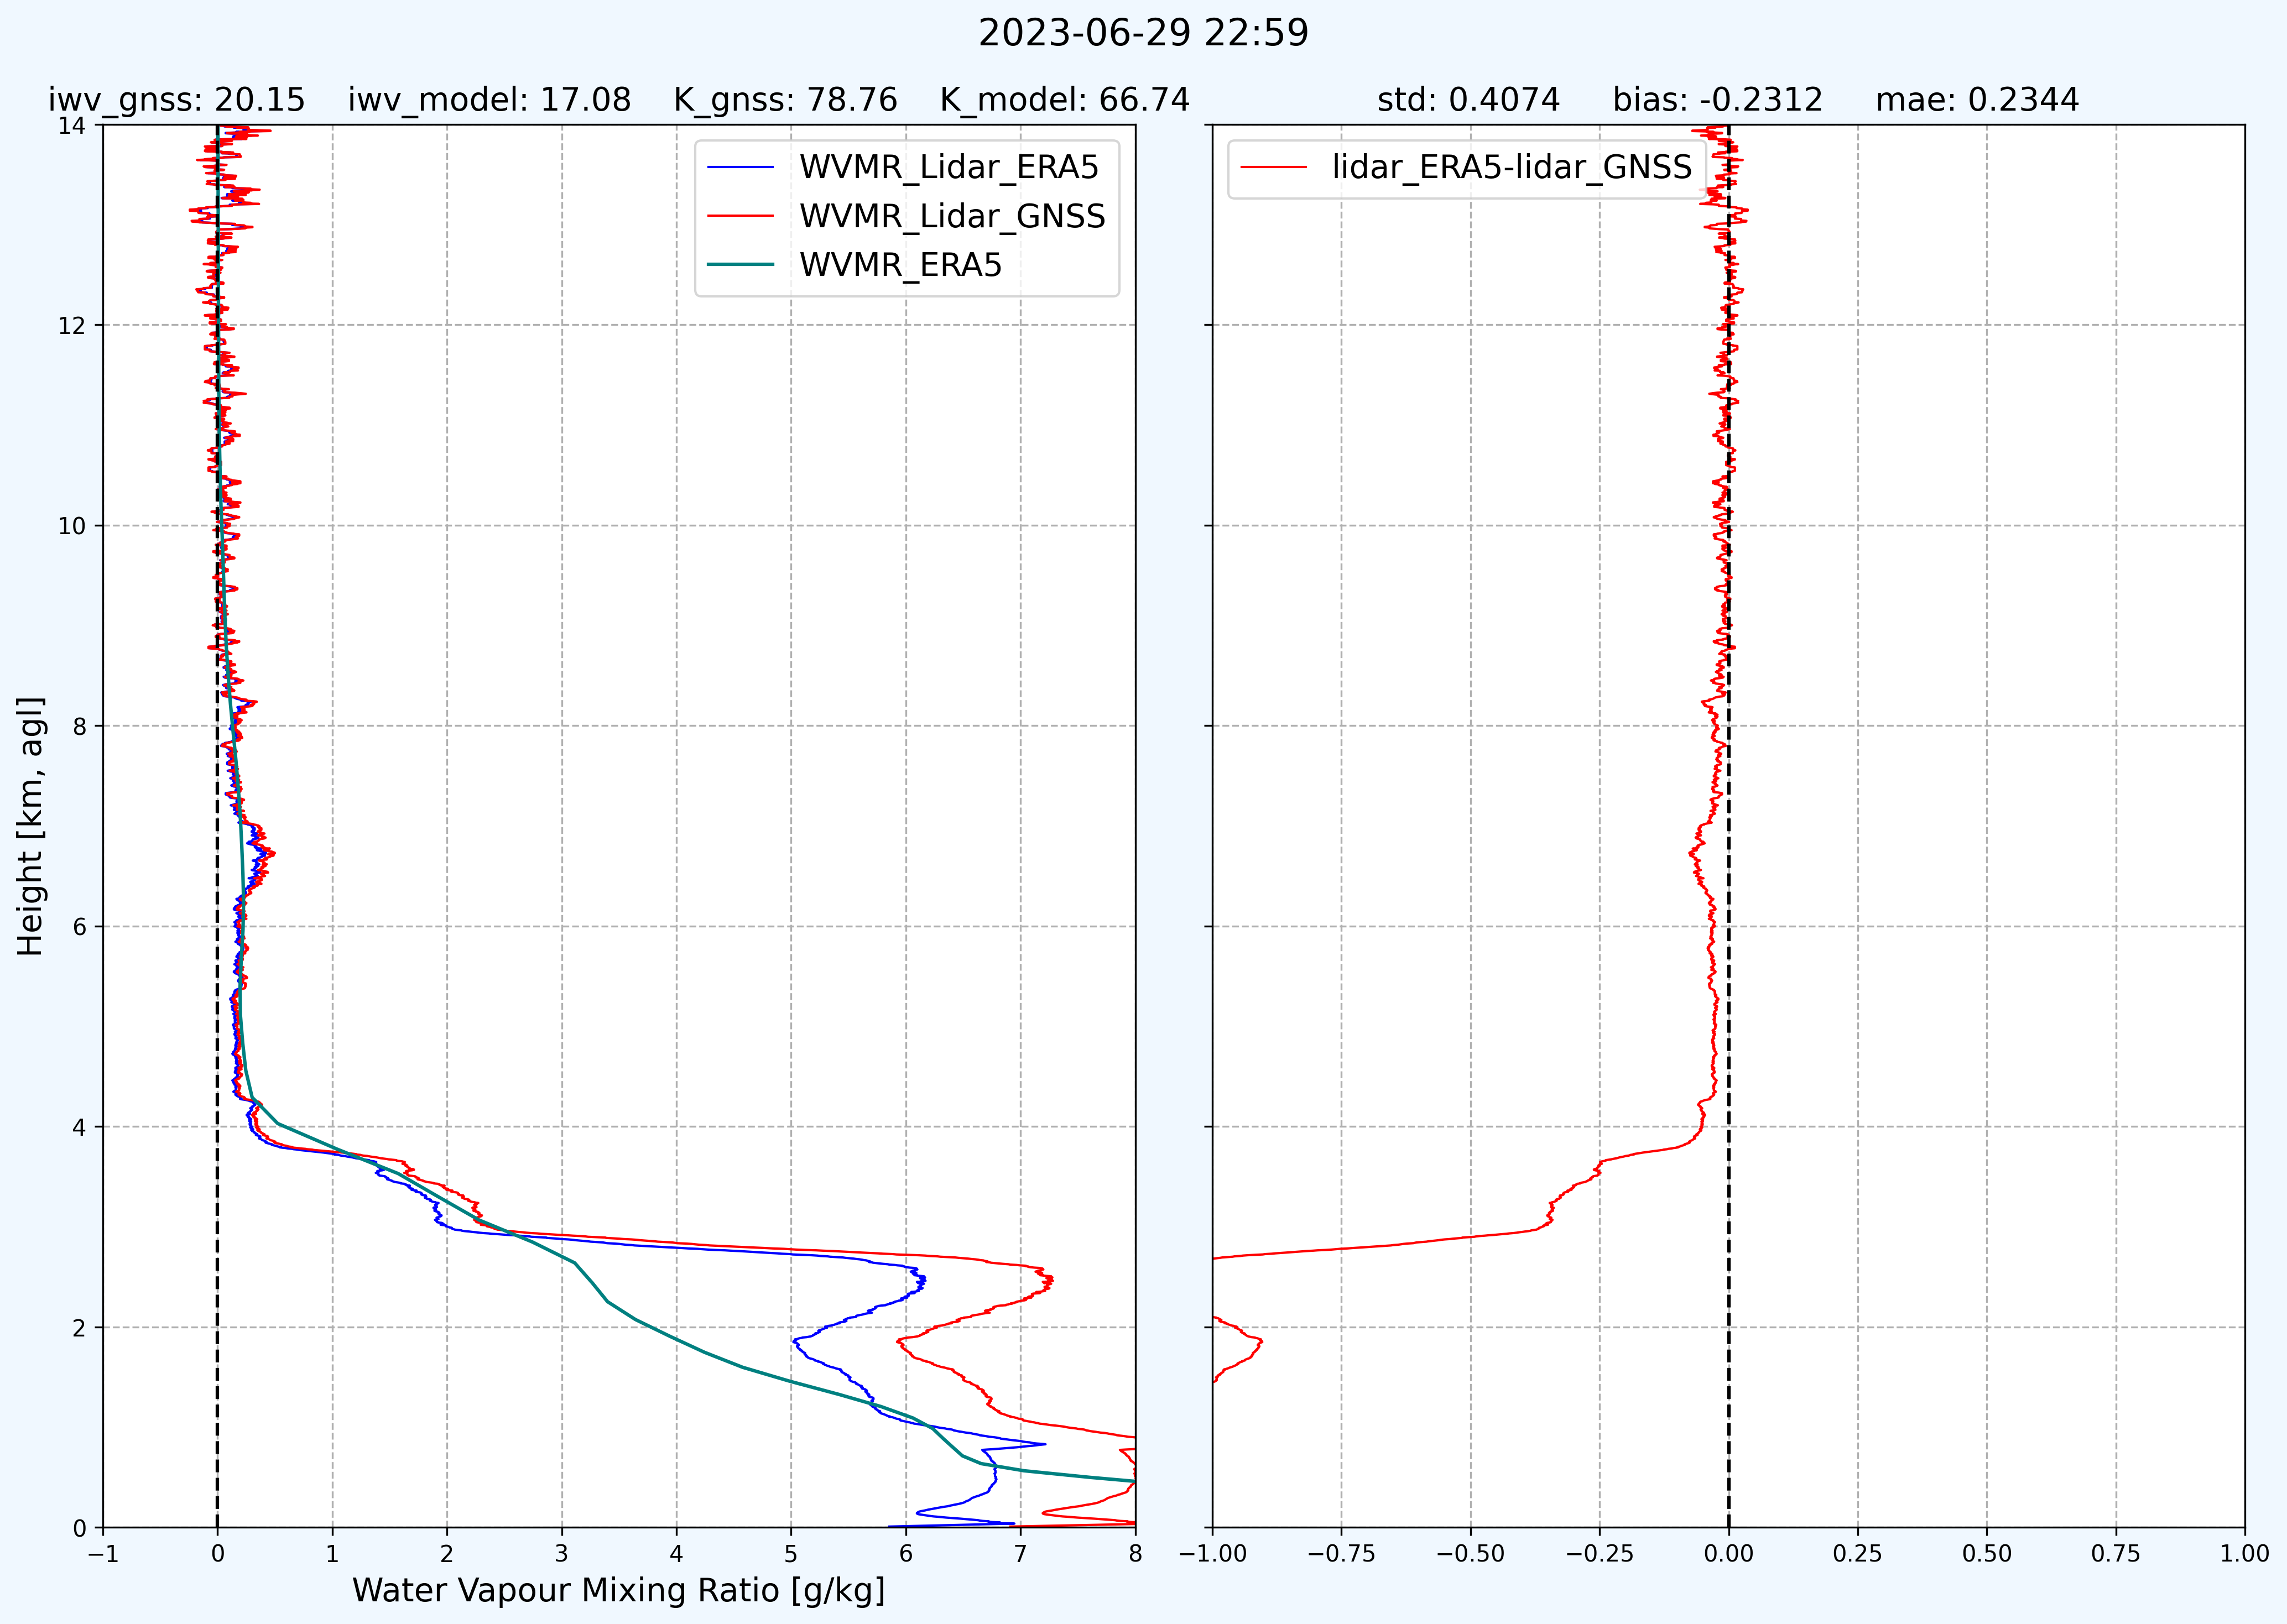 2023-06-29 22:59
iwv_gnss: 20.15 iwv_model: 17.08 K_gnss: 78.76 K_model: 66.74
std: 0.4074 bias: -0.2312 mae: 0.2344
WVMR_Lidar_ERA5
WVMR_Lidar_GNSS
WVMR_ERA5
lidar_ERA5-lidar_GNSS
14
12
10
8
6
4
2
0
Height [km, agl]
−1 0 1 2 3 4 5 6 7 8
Water Vapour Mixing Ratio [g/kg]
−1.00 −0.75 −0.50 −0.25 0.00 0.25 0.50 0.75 1.00